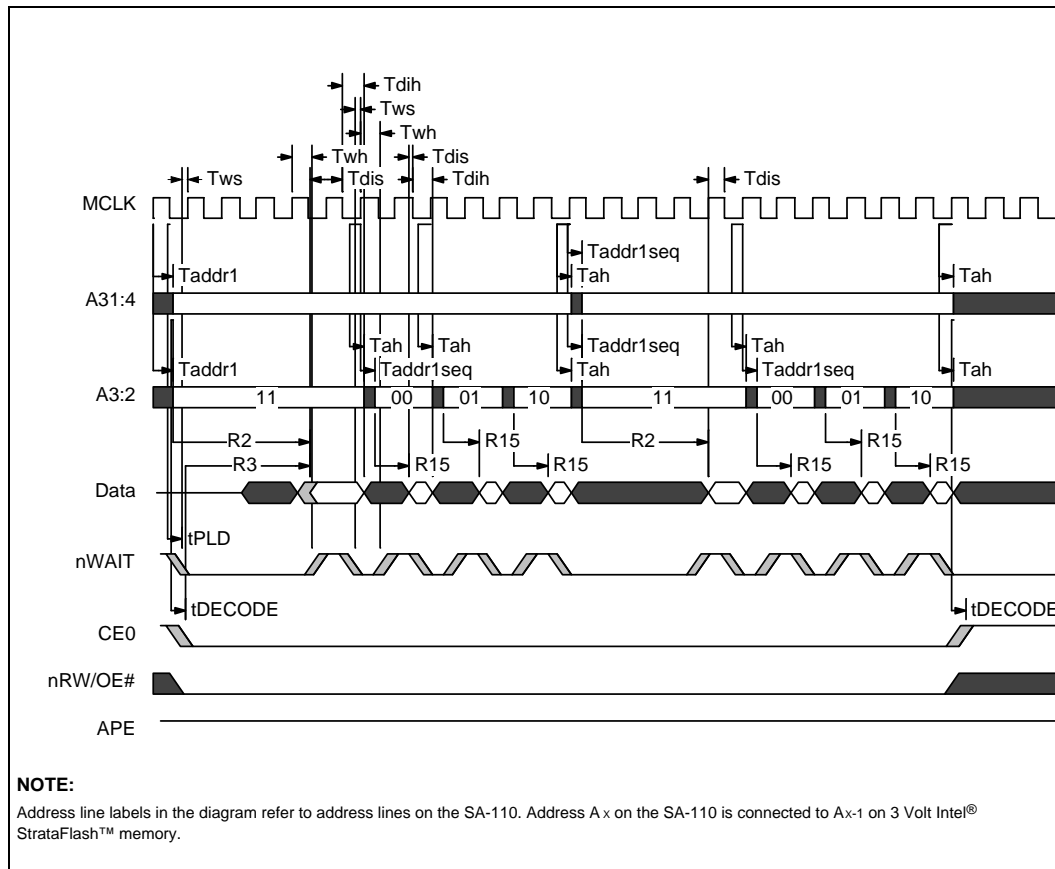 Tdih
Tws
Twh
Twh Tdis
Tws Tdis Tdih Tdis
MCLK
Taddr1seq
Taddr1 Tah Tah
A31:4
Tah Tah Taddr1seq Tah
Taddr1 Taddr1seq Tah Taddr1seq Tah
A3:2
11 00 01 10 11 00 01 10
R2 R15 R2 R15
R3 R15 R15 R15 R15
Data
tPLD
nWAIT
tDECODE tDECODE
CE0
nRW/OE#
APE
NOTE:
Address line labels in the diagram refer to address lines on the SA-110. Address Ax on the SA-110 is connected to Ax-1 on 3 Volt Intel®
StrataFlash™ memory.